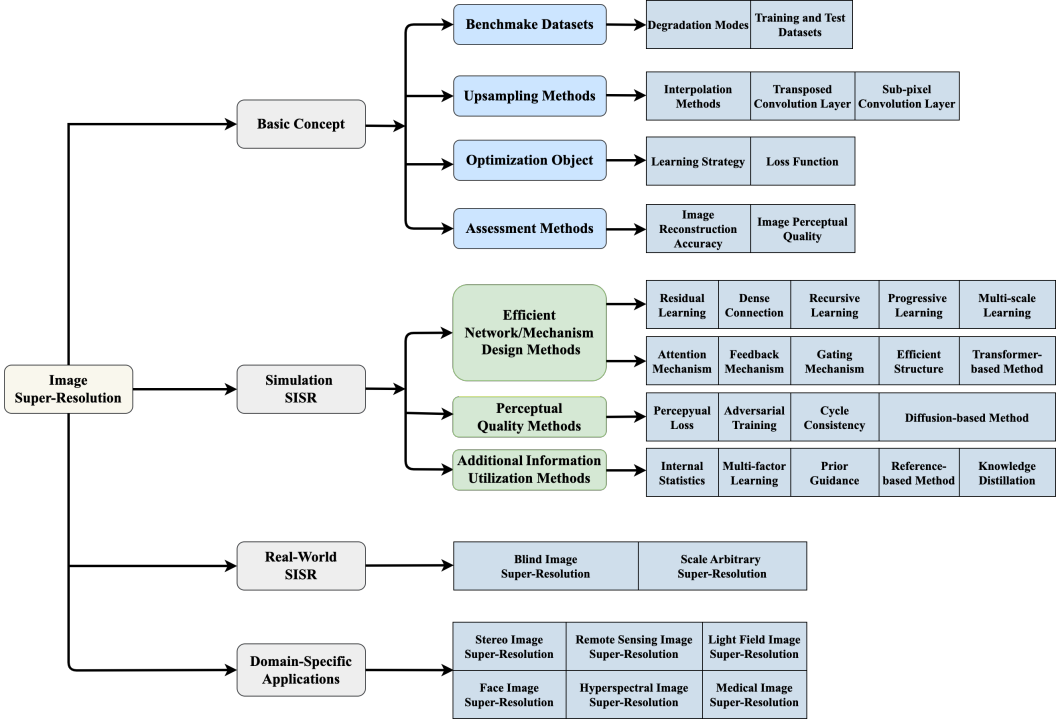 Benchmake Datasets
Degradation Modes
Training and Test
Datasets
Upsampling Methods
Interpolation
Methods
Transposed
Convolution Layer
Sub-pixel
Convolution Layer
Basic Concept
Optimization Object
Learning Strategy
Loss Function
Assessment Methods
Image
Reconstruction
Accuracy
Image Perceptual
Quality
Efficient
Network/Mechanism
Design Methods
Residual
Learning
Dense
Connection
Recursive
Learning
Progressive
Learning
Multi-scale
Learning
Attention
Mechanism
Feedback
Mechanism
Gating
Mechanism
Efficient
Structure
Transformer-
based Method
Image
Super-Resolution
Simulation
SISR
Perceptual
Quality Methods
Percepyual
Loss
Adversarial
Training
Cycle
Consistency
Diffusion-based Method
Additional Information
Utilization Methods
Internal
Statistics
Multi-factor
Learning
Prior
Guidance
Reference-
based Method
Knowledge
Distillation
Real-World
SISR
Blind Image
Super-Resolution
Scale Arbitrary
Super-Resolution
Domain-Specific
Applications
Stereo Image
Super-Resolution
Remote Sensing Image
Super-Resolution
Light Field Image
Super-Resolution
Face Image
Super-Resolution
Hyperspectral Image
Super-Resolution
Medical Image
Super-Resolution